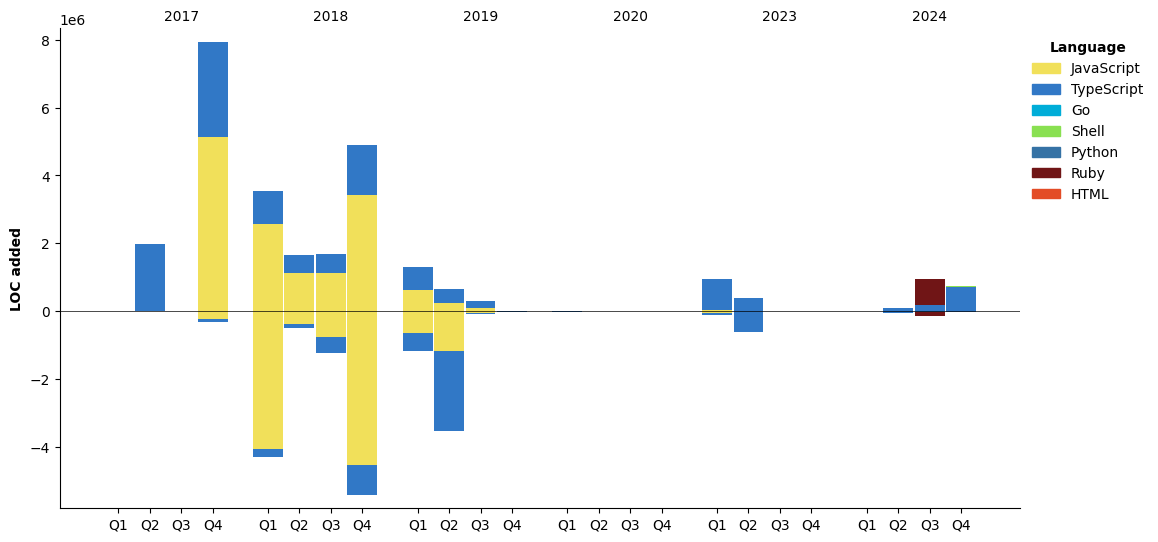 1e6
2017 2018 2019 2020 2023 2024
8
6
4
2
0
−2
−4
LOC added
Q1 Q2 Q3 Q4 Q1 Q2 Q3 Q4 Q1 Q2 Q3 Q4 Q1 Q2 Q3 Q4 Q1 Q2 Q3 Q4 Q1 Q2 Q3 Q4
Language
JavaScript
TypeScript
Go
Shell
Python
Ruby
HTML